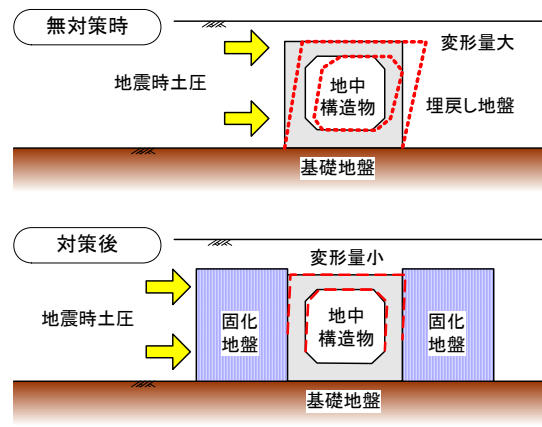 無対策時
変形量大
地震時土圧
地中
構造物
埋戻し地盤
基礎地盤
対策後
変形量小
地震時土圧
固化
地盤
地中
構造物
固化
地盤
基礎地盤